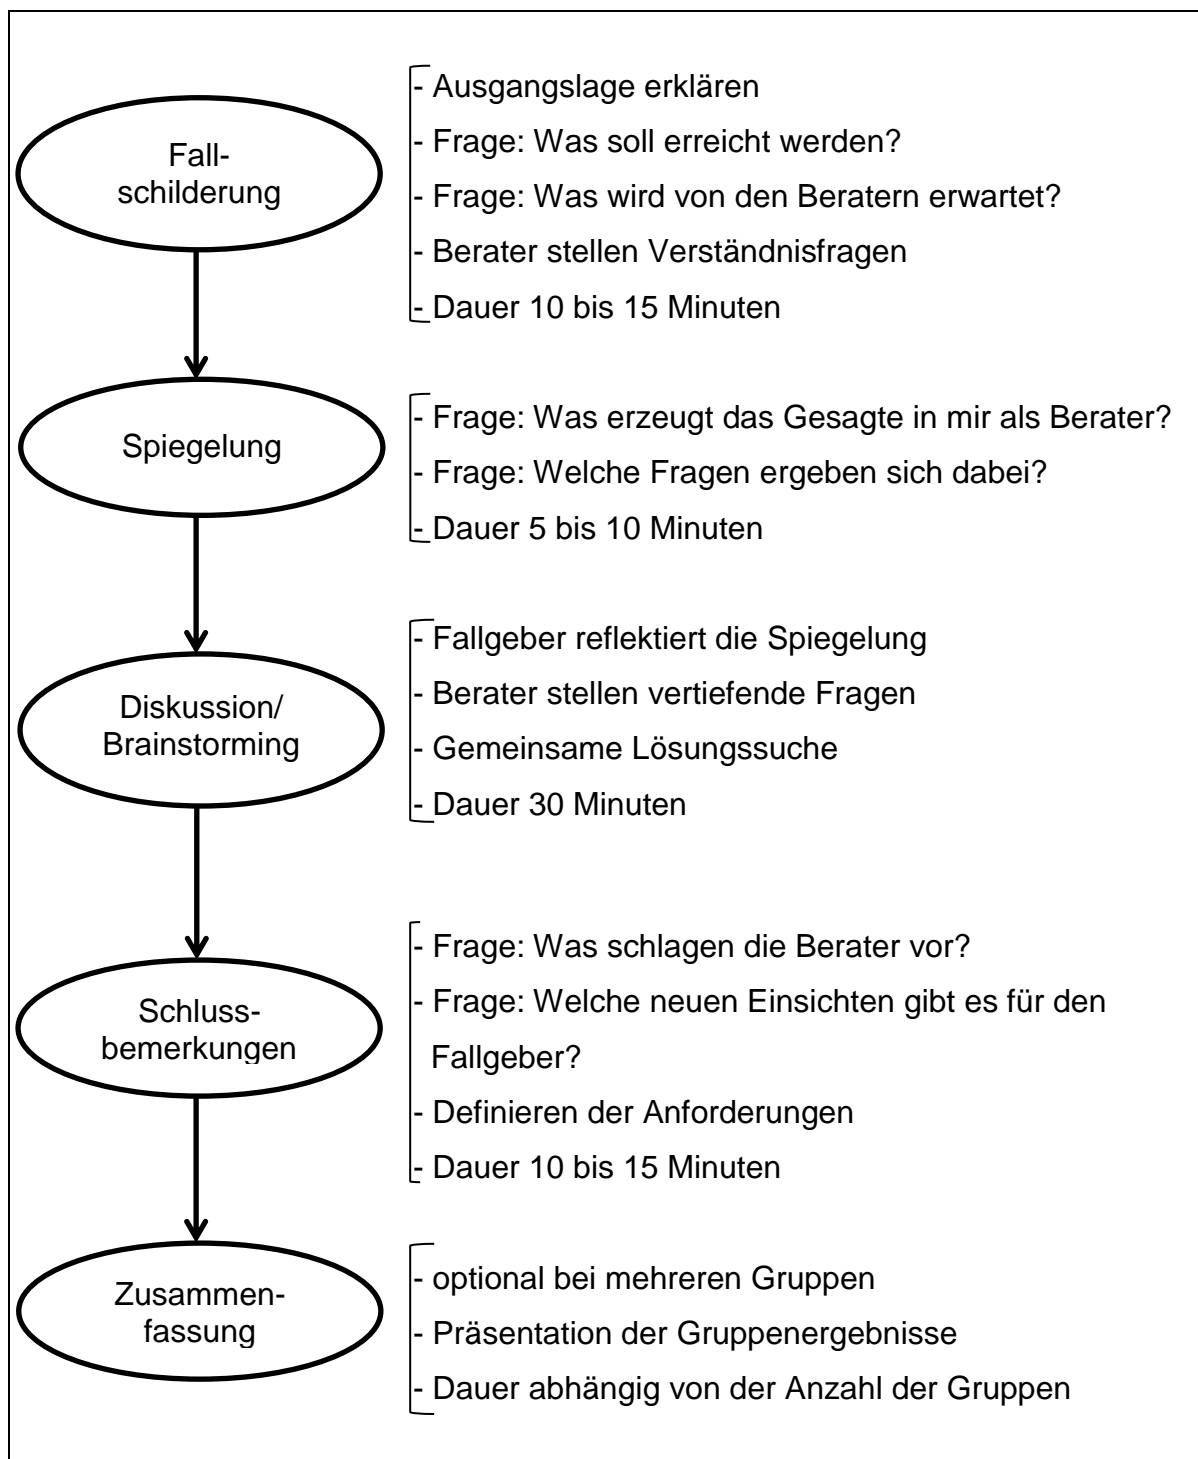 Fall-
schilderung
- Ausgangslage erklären
- Frage: Was soll erreicht werden?
- Frage: Was wird von den Beratern erwartet?
- Berater stellen Verständnisfragen
- Dauer 10 bis 15 Minuten
Spiegelung
- Frage: Was erzeugt das Gesagte in mir als Berater?
- Frage: Welche Fragen ergeben sich dabei?
- Dauer 5 bis 10 Minuten
Diskussion/
Brainstorming
- Fallgeber reflektiert die Spiegelung
- Berater stellen vertiefende Fragen
- Gemeinsame Lösungssuche
- Dauer 30 Minuten
Schluss-
bemerkungen
- Frage: Was schlagen die Berater vor?
- Frage: Welche neuen Einsichten gibt es für den
Fallgeber?
- Definieren der Anforderungen
- Dauer 10 bis 15 Minuten
Zusammen-
fassung
- optional bei mehreren Gruppen
- Präsentation der Gruppenergebnisse
- Dauer abhängig von der Anzahl der Gruppen